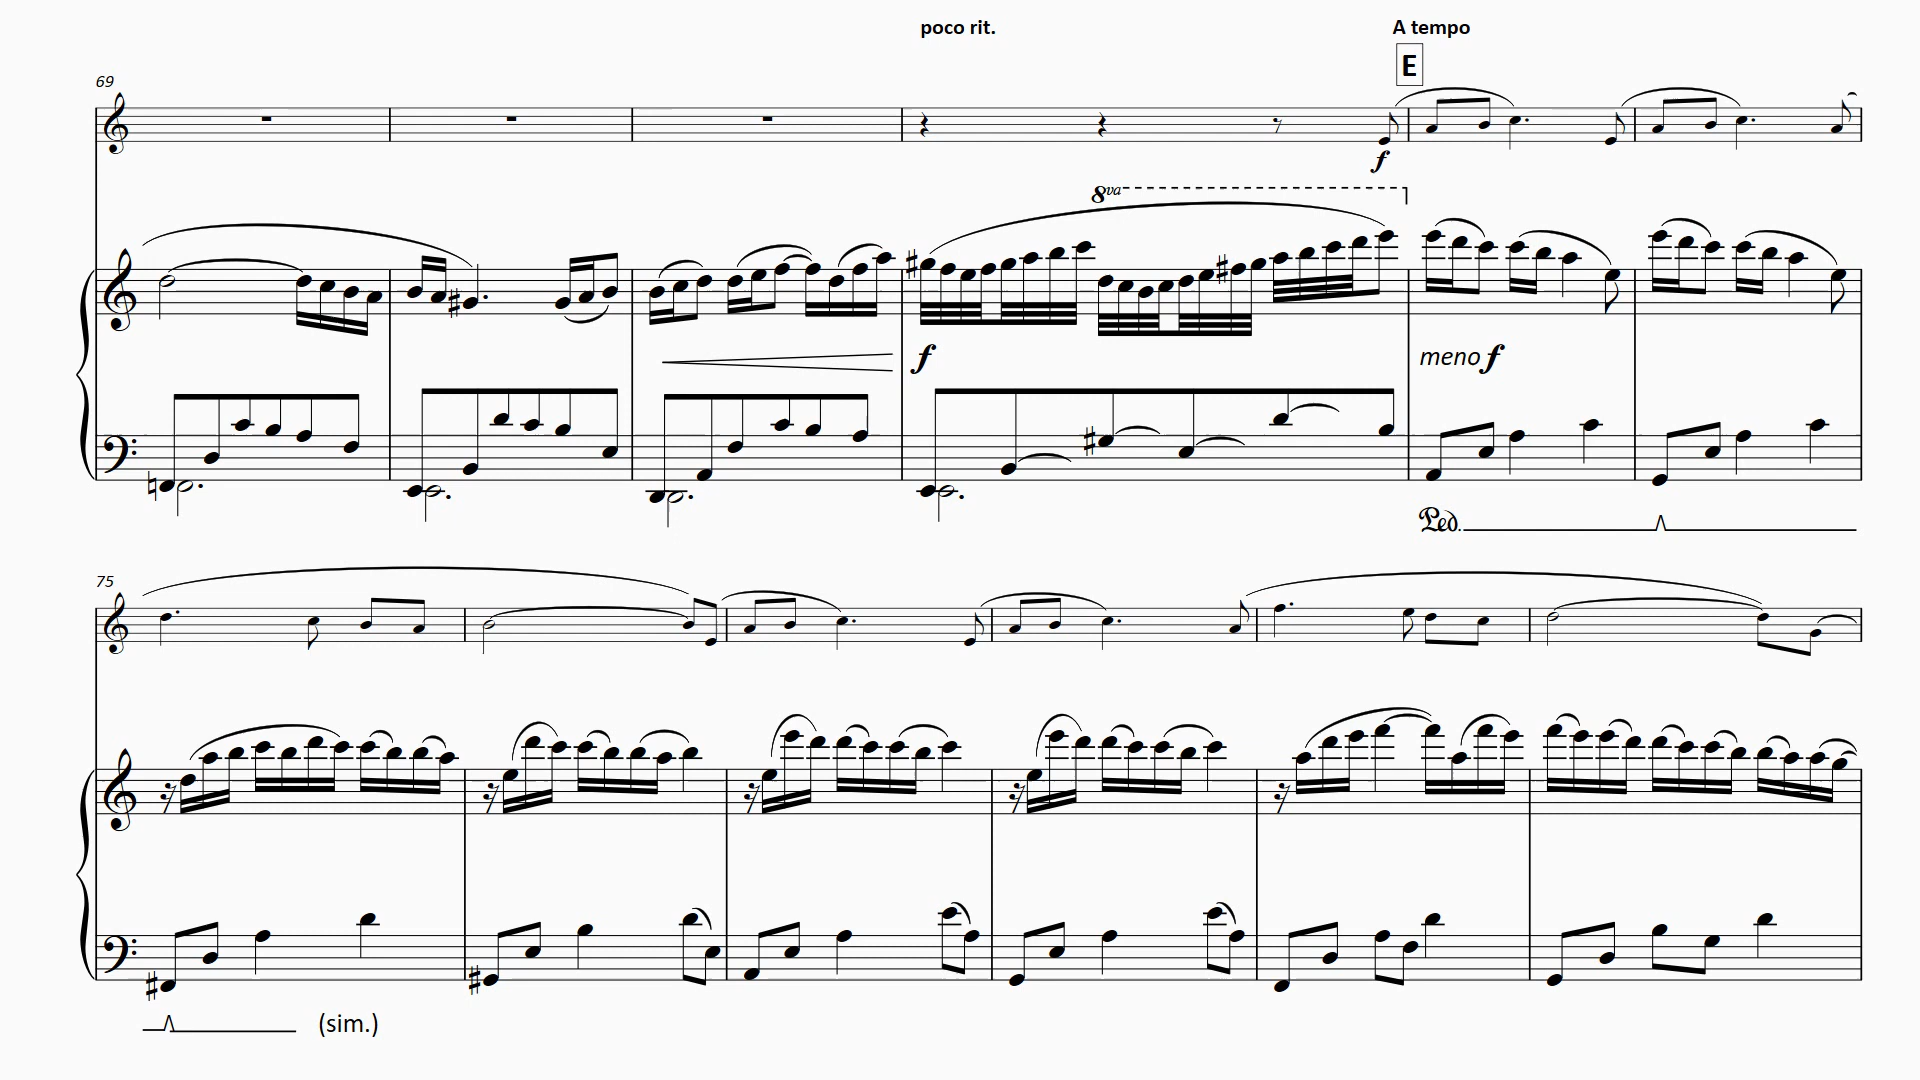 poco rit.
A tempo
E
69
f
8va
f
meno f
Ped.
75
(sim.)